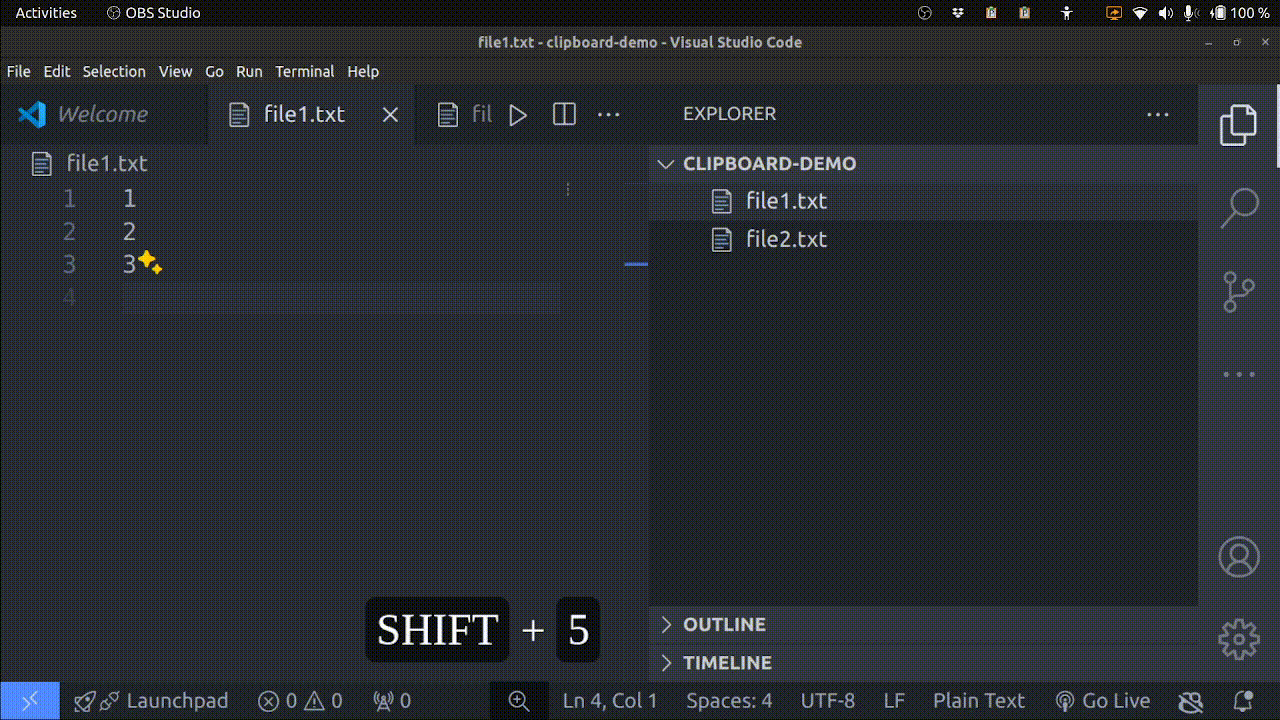 Activities OBS Studio 100 %
file1.txt - clipboard-demo - Visual Studio Code
File Edit Selection View Go Run Terminal Help
Welcome file1.txt fil EXPLORER
file1.txt
CLIPBOARD-DEMO
1 1
file1.txt
2 2
file2.txt
3 3
4
SHIFT + 5
OUTLINE
TIMELINE
Launchpad 0 0 0 Ln 4, Col 1 Spaces: 4 UTF-8 LF Plain Text Go Live